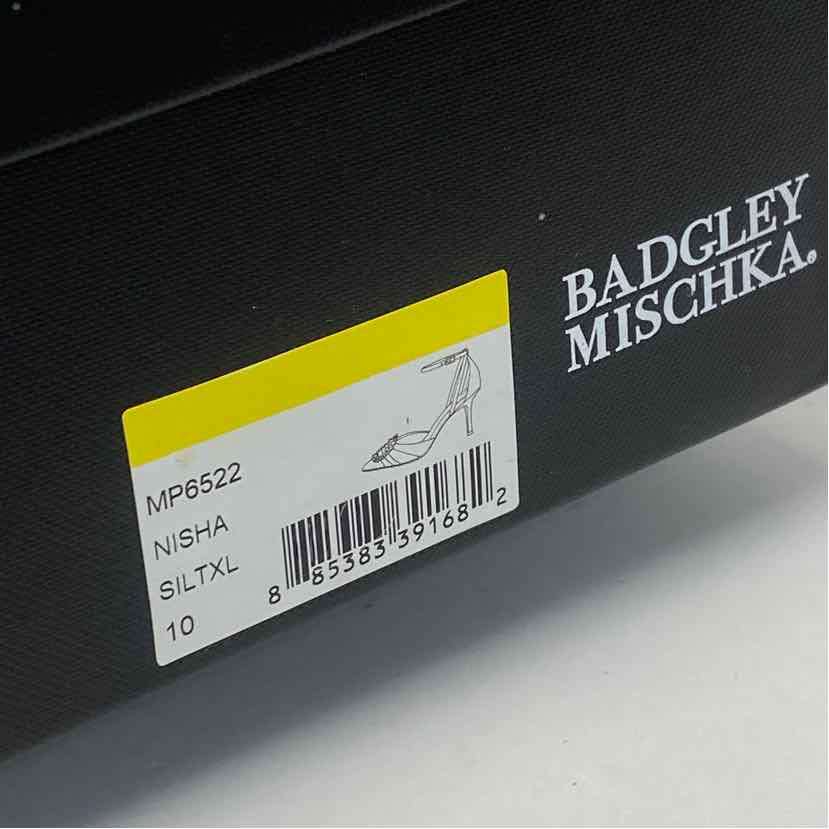 BADGLEY
MISCHKA®
MP6522
NISHA
SILTXL
10
8 85383 39168 2